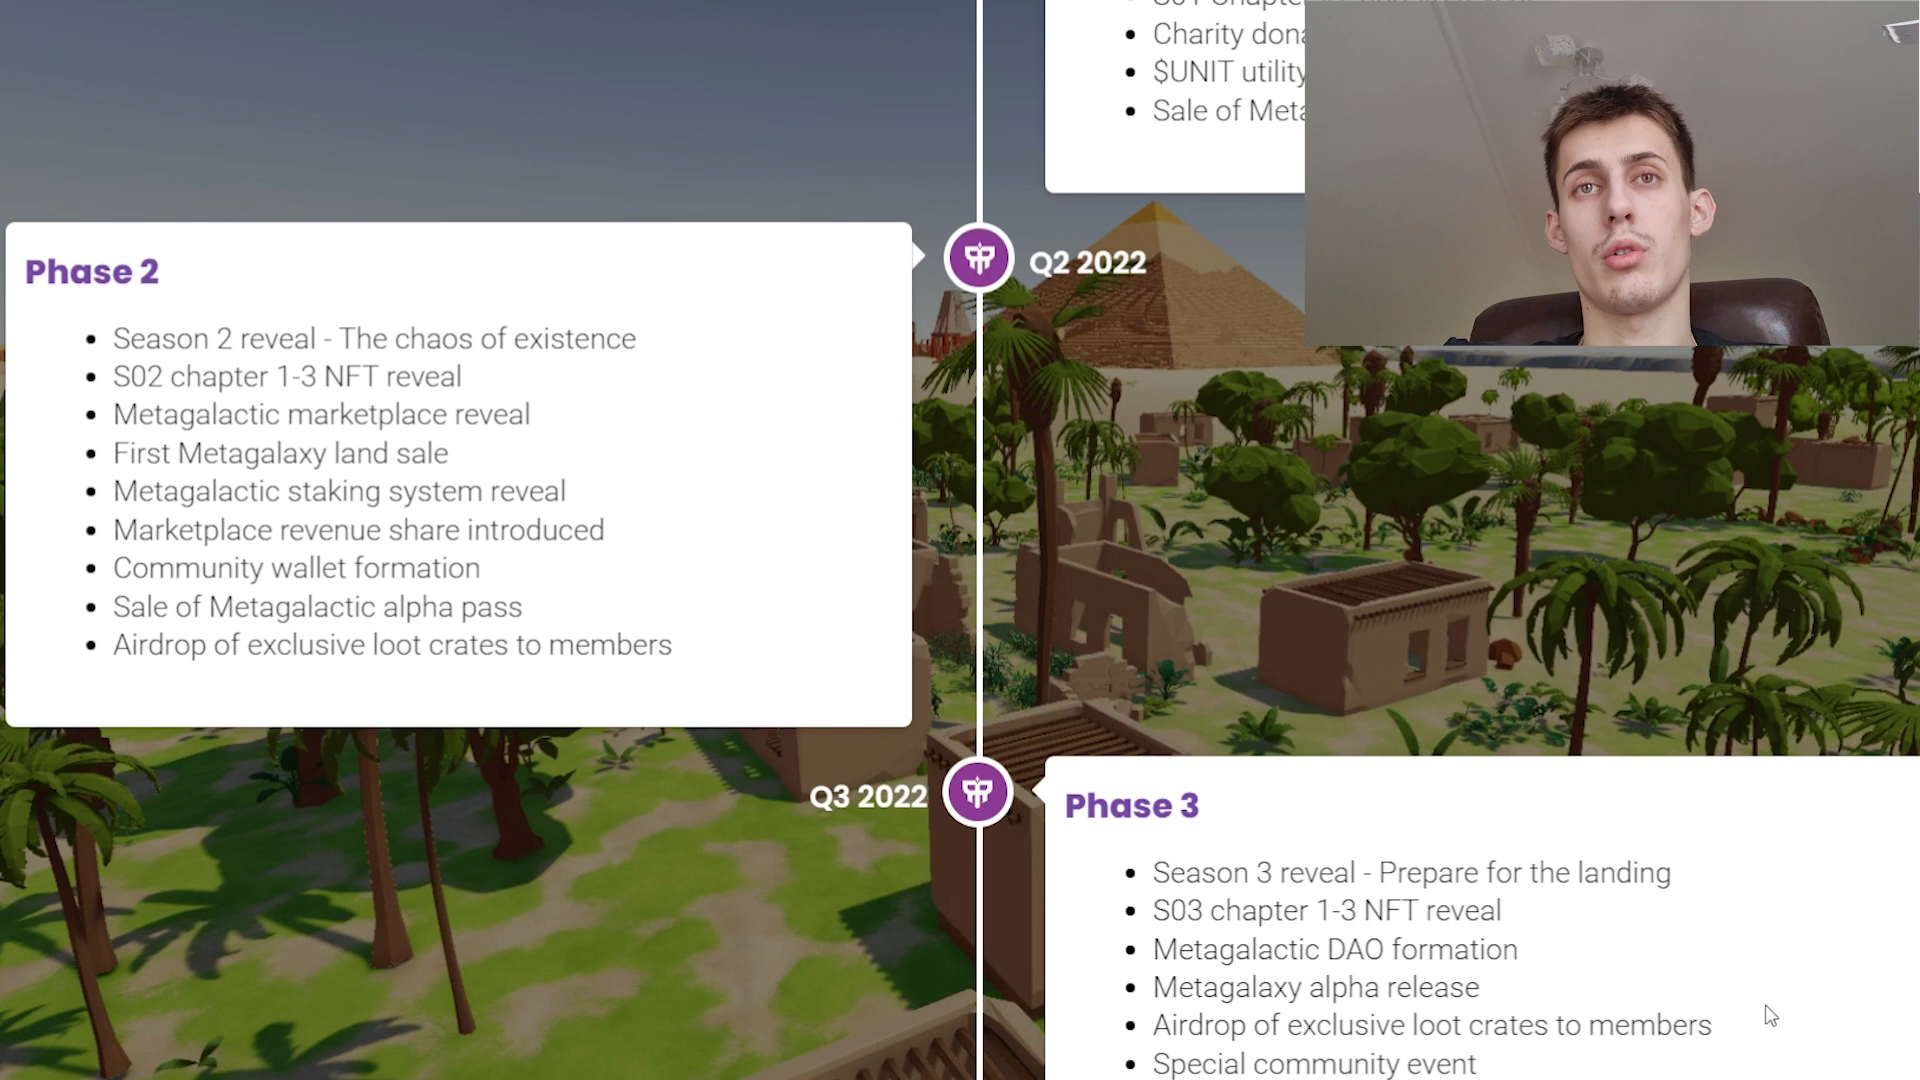 Charity
$UNIT utility
Sale of
Q2 2022
Phase 2
Season 2 reveal - The chaos of existence
S02 chapter 1-3 NFT reveal
Metagalactic marketplace reveal
First Metagalaxy land sale
Metagalactic staking system reveal
Marketplace revenue share introduced
Community wallet formation
Sale of Metagalactic alpha pass
Airdrop of exclusive loot crates to members
Q3 2022
Phase 3
Season 3 reveal - Prepare for the landing
S03 chapter 1-3 NFT reveal
Metagalactic DAO formation
Metagalaxy alpha release
Airdrop of exclusive loot crates to members
Special community event